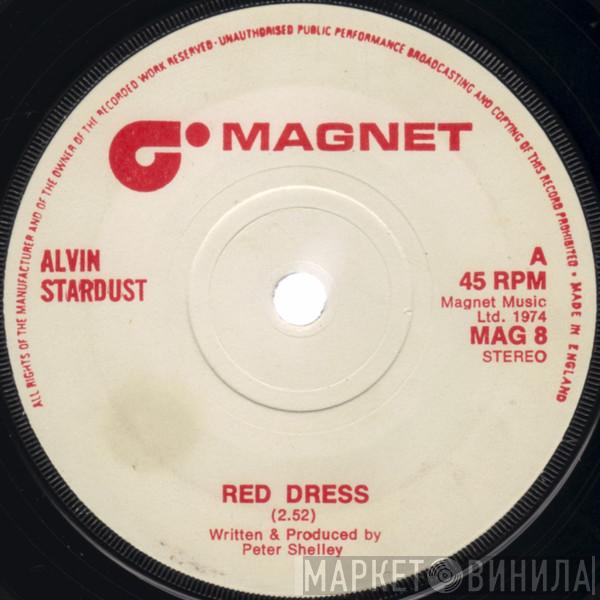 ALL RIGHTS OF THE MANUFACTURER AND OF THE OWNER OF THE RECORDED WORK RESERVED · UNAUTHORISED PUBLIC PERFORMANCE BROADCASTING AND COPYING OF THIS RECORD PROHIBITED • MADE IN ENGLAND
MAGNET
ALVIN
STARDUST
A
45 RPM
Magnet Music
Ltd. 1974
MAG 8
STEREO
RED DRESS
(2.52)
Written & Produced by
Peter Shelley
МАРКЕТ ВИНИЛА